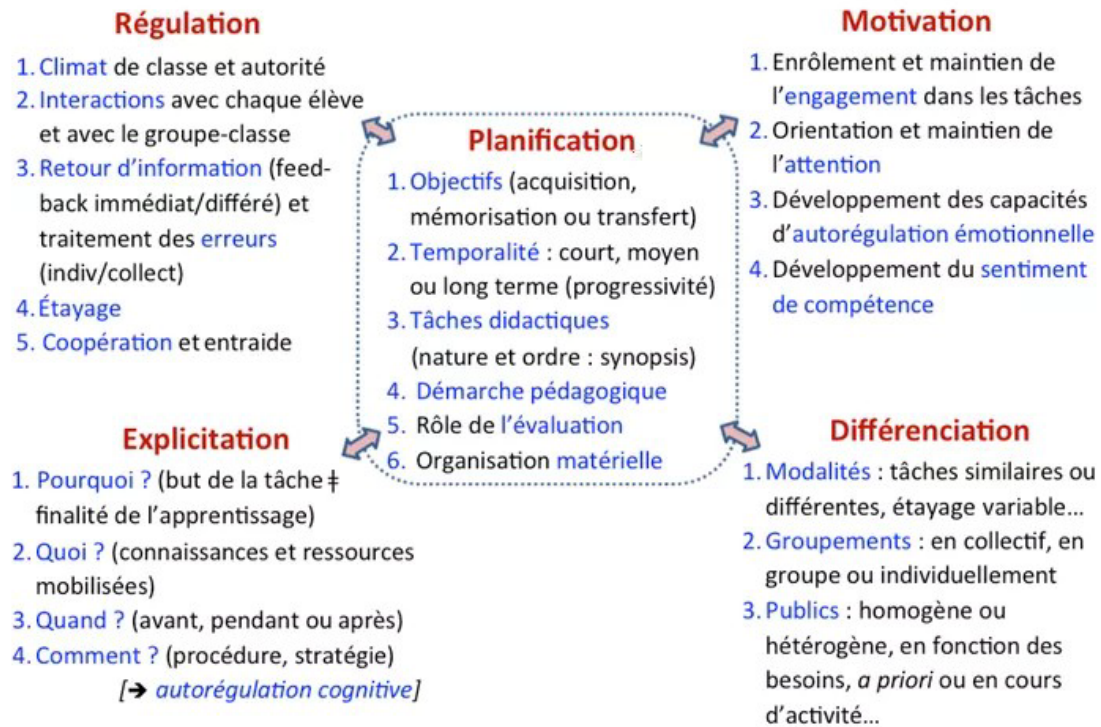 Régulation
1. Climat de classe et autorité
2. Interactions avec chaque élève
et avec le groupe-classe
3. Retour d’information (feed-
back immédiat/différé) et
traitement des erreurs
(indiv/collect)
4. Étayage
5. Coopération et entraide
Planification
1. Objectifs (acquisition,
mémorisation ou transfert)
2. Temporalité : court, moyen
ou long terme (progressivité)
3. Tâches didactiques
(nature et ordre : synopsis)
4. Démarche pédagogique
5. Rôle de l’évaluation
6. Organisation matérielle
Motivation
1. Enrôlement et maintien de
l’engagement dans les tâches
2. Orientation et maintien de
l’attention
3. Développement des capacités
d’autorégulation émotionnelle
4. Développement du sentiment
de compétence
Explicitation
1. Pourquoi ? (but de la tâche ǂ
finalité de l’apprentissage)
2. Quoi ? (connaissances et ressources
mobilisées)
3. Quand ? (avant, pendant ou après)
4. Comment ? (procédure, stratégie)
[➔ autorégulation cognitive]
Différenciation
1. Modalités : tâches similaires ou
différentes, étayage variable…
2. Groupements : en collectif, en
groupe ou individuellement
3. Publics : homogène ou
hétérogène, en fonction des
besoins, a priori ou en cours
d’activité…